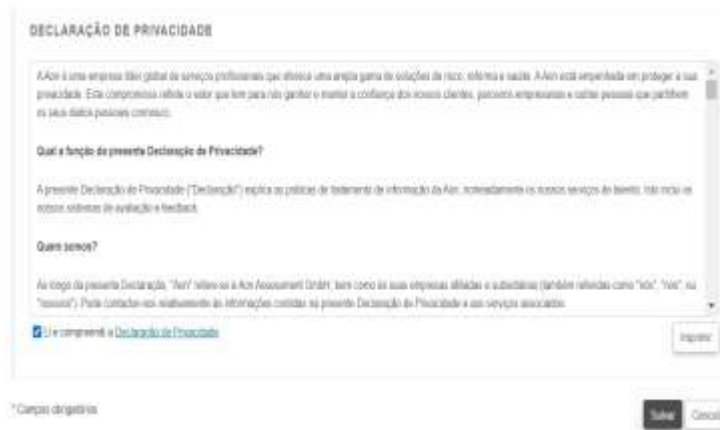 DECLARAÇÃO DE PRIVACIDADE
A Aon é uma empresa líder global de serviços profissionais que oferece uma ampla gama de soluções de risco, reforma e saúde. A Aon está empenhada em proteger a sua
privacidade. Este compromisso reflete o valor que tem para nós ganhar e manter a confiança dos nossos clientes, parceiros empresariais e outras pessoas que partilhem
os seus dados pessoais connosco.
Qual a função da presente Declaração de Privacidade?
A presente Declaração de Privacidade ("Declaração") explica as práticas de tratamento de informação da Aon, nomeadamente os nossos serviços de talento. Isto inclui os
nossos sistemas de avaliação e feedback.
Quem somos?
Ao longo da presente Declaração, "Aon" refere-se a Aon Assessment GmbH, bem como às suas empresas afiliadas e subsidiárias (também referidas como "nós", "nos", ou
"nossos"). Pode contactar-nos relativamente às informações contidas na presente Declaração de Privacidade e aos serviços associados.
Li e compreendi a Declaração de Privacidade
Imprimir
* Campos obrigatórios
Salvar